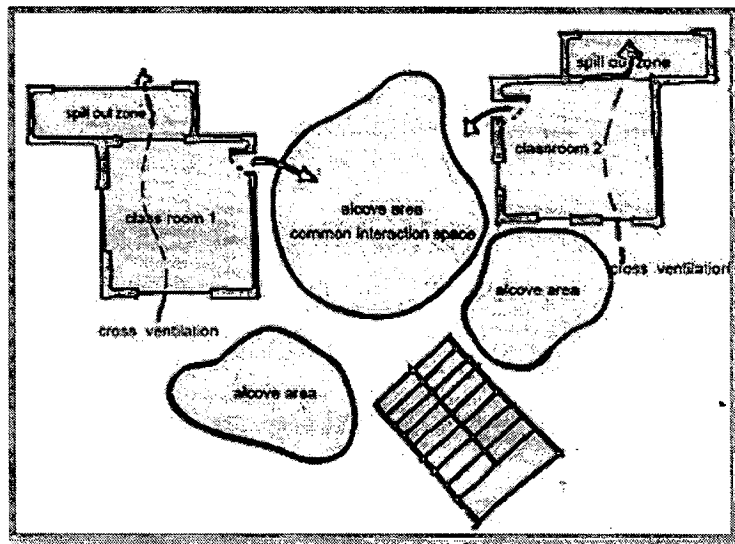 spill out zone
spill out zone
classroom 2
alcove area
common interaction space
class room 1
cross ventilation
alcove area
cross ventilation
alcove area